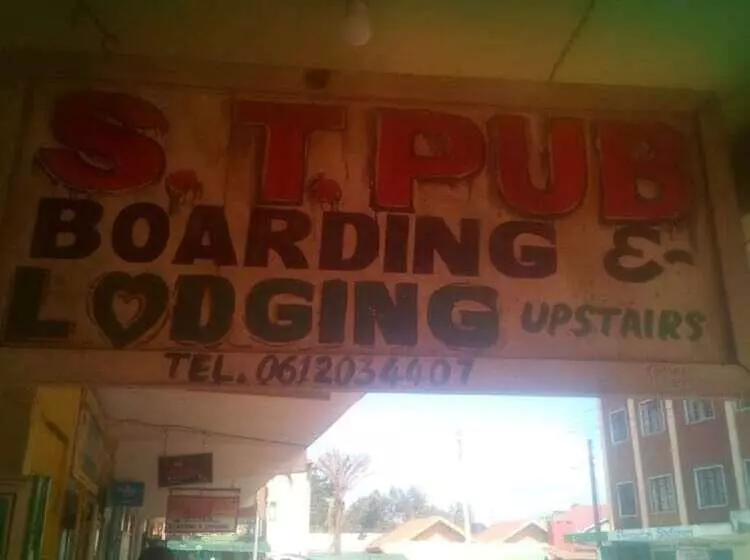 S.T. PUB
BOARDING &
LODGING UPSTAIRS
TEL. 0612034407